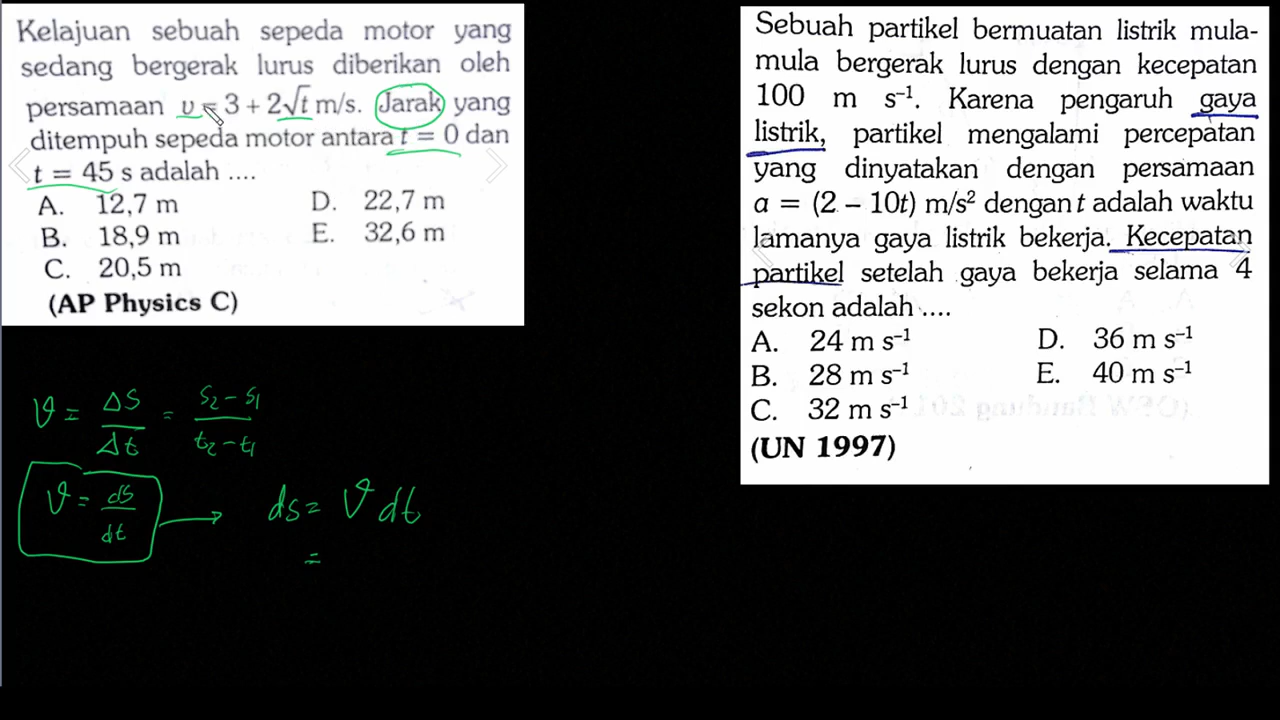 Kelajuan sebuah sepeda motor yang
sedang bergerak lurus diberikan oleh
persamaan v = 3 + 2√t m/s. Jarak yang
ditempuh sepeda motor antara t = 0 dan
t = 45 s adalah ....
A. 12,7 m D. 22,7 m
B. 18,9 m E. 32,6 m
C. 20,5 m
(AP Physics C)
v = Δs/Δt = s₂ - s₁/t₂ - t₁
v = ds/dt → ds = v dt
=
Sebuah partikel bermuatan listrik mula-
mula bergerak lurus dengan kecepatan
100 m s⁻¹. Karena pengaruh gaya
listrik, partikel mengalami percepatan
yang dinyatakan dengan persamaan
a = (2 – 10t) m/s² dengan t adalah waktu
lamanya gaya listrik bekerja. Kecepatan
partikel setelah gaya bekerja selama 4
sekon adalah ....
A. 24 m s⁻¹ D. 36 m s⁻¹
B. 28 m s⁻¹ E. 40 m s⁻¹
C. 32 m s⁻¹
(UN 1997)